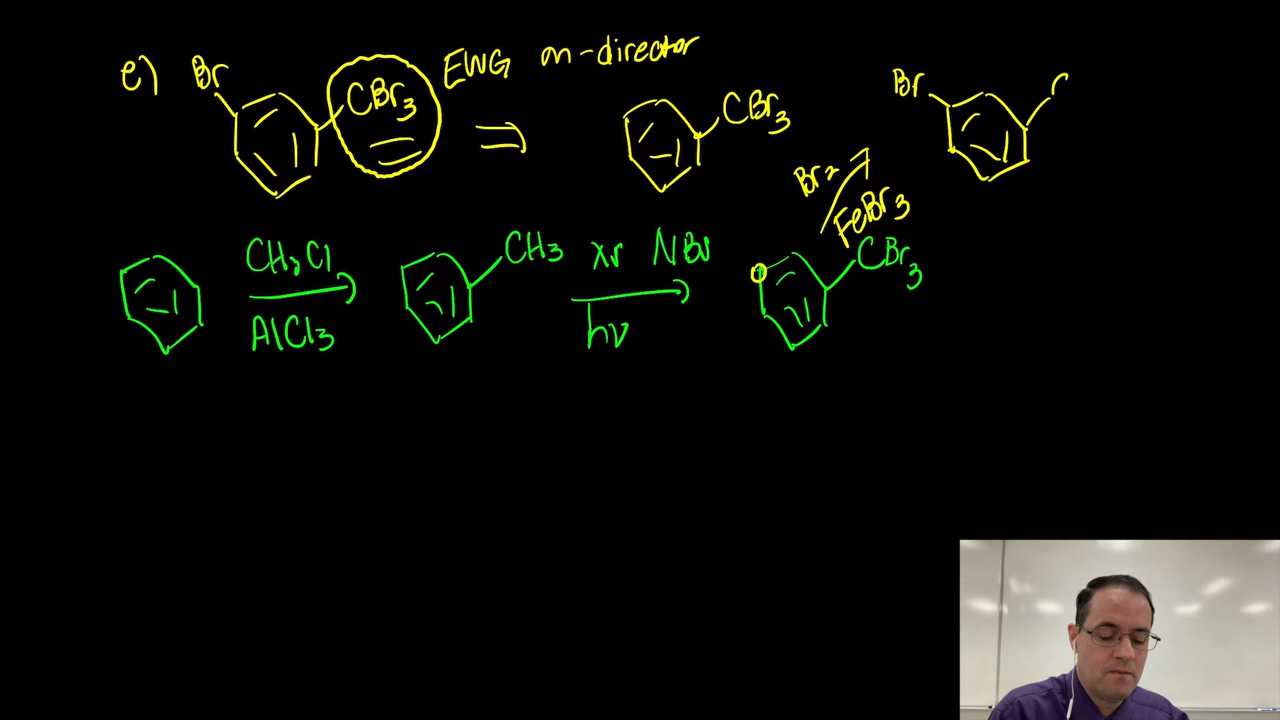 e) Br CBr3 EWG m-director
⇒ CBr3 Br
Br2
FeBr3
CH3Cl CH3 xs NBS CBr3
AlCl3 hν